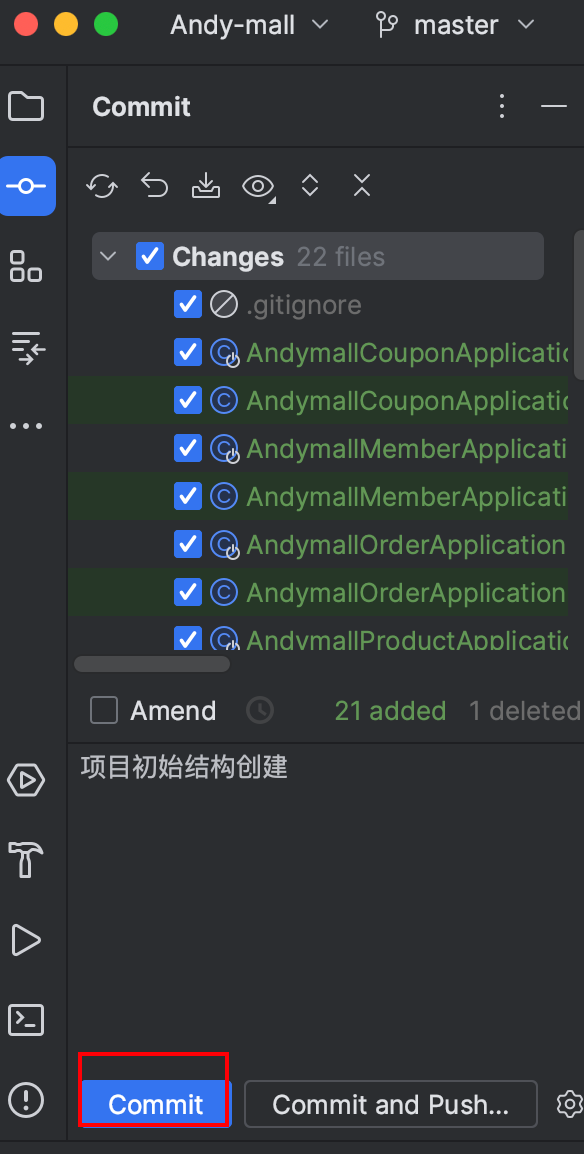 Andy-mall
master
Commit
Changes 22 files
.gitignore
AndymallCouponApplicatio
AndymallCouponApplicatio
AndymallMemberApplicati
AndymallMemberApplicati
AndymallOrderApplication
AndymallOrderApplication
AndymallProductApplicatio
Amend
21 added 1 deleted
项目初始结构创建
Commit
Commit and Push...